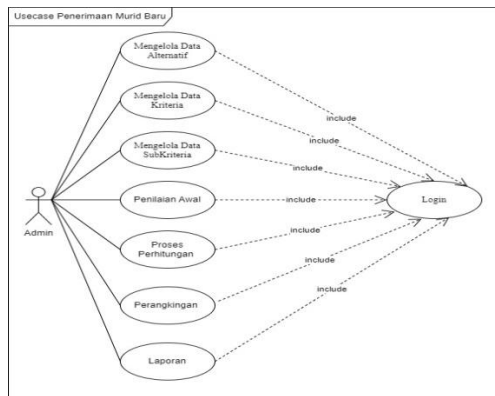 Usecase Penerimaan Murid Baru
Mengelola Data
Alternatif
include
Mengelola Data
Kriteria
include
Mengelola Data
SubKriteria
include
Penilaian Awal
include
Login
Admin
Proses
Perhitungan
include
Perangkingan
include
Laporan
include